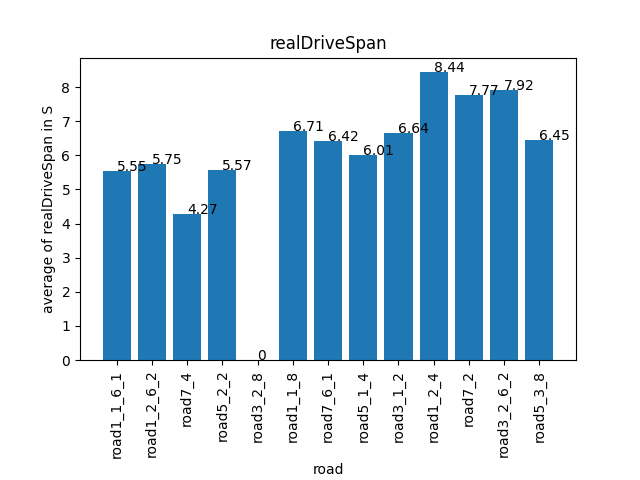 realDriveSpan
average of realDriveSpan in S
8
7
6
5
4
3
2
1
0
5.55
5.75
4.27
5.57
0
6.71
6.42
6.01
6.64
8.44
7.77
7.92
6.45
road1_1_6_1
road1_2_6_2
road7_4
road5_2_2
road3_2_8
road1_1_8
road7_6_1
road5_1_4
road3_1_2
road1_2_4
road7_2
road3_2_6_2
road5_3_8
road